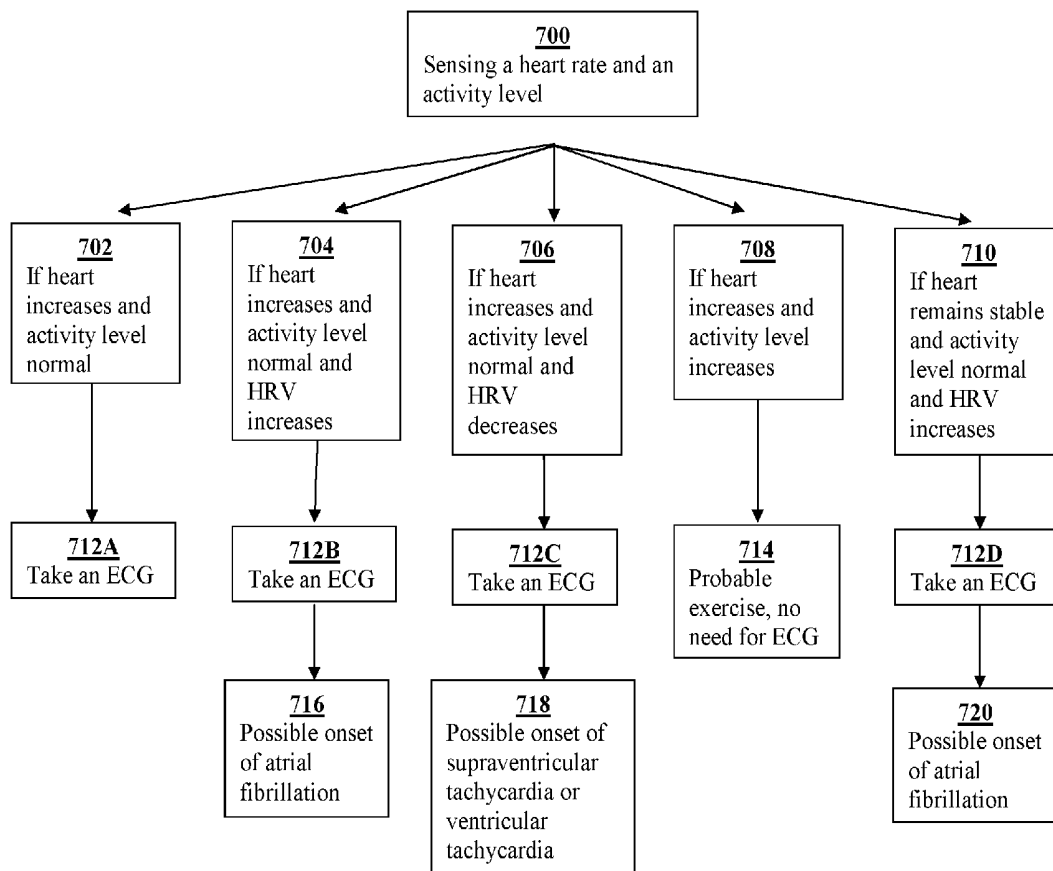 700
Sensing a heart rate and an
activity level
702
If heart
increases and
activity level
normal
704
If heart
increases and
activity level
normal and
HRV
increases
706
If heart
increases and
activity level
normal and
HRV
decreases
708
If heart
increases and
activity level
increases
710
If heart
remains stable
and activity
level normal
and HRV
increases
712A
Take an ECG
712B
Take an ECG
712C
Take an ECG
714
Probable
exercise, no
need for ECG
712D
Take an ECG
716
Possible onset
of atrial
fibrillation
718
Possible onset of
supraventricular
tachycardia or
ventricular
tachycardia
720
Possible onset
of atrial
fibrillation